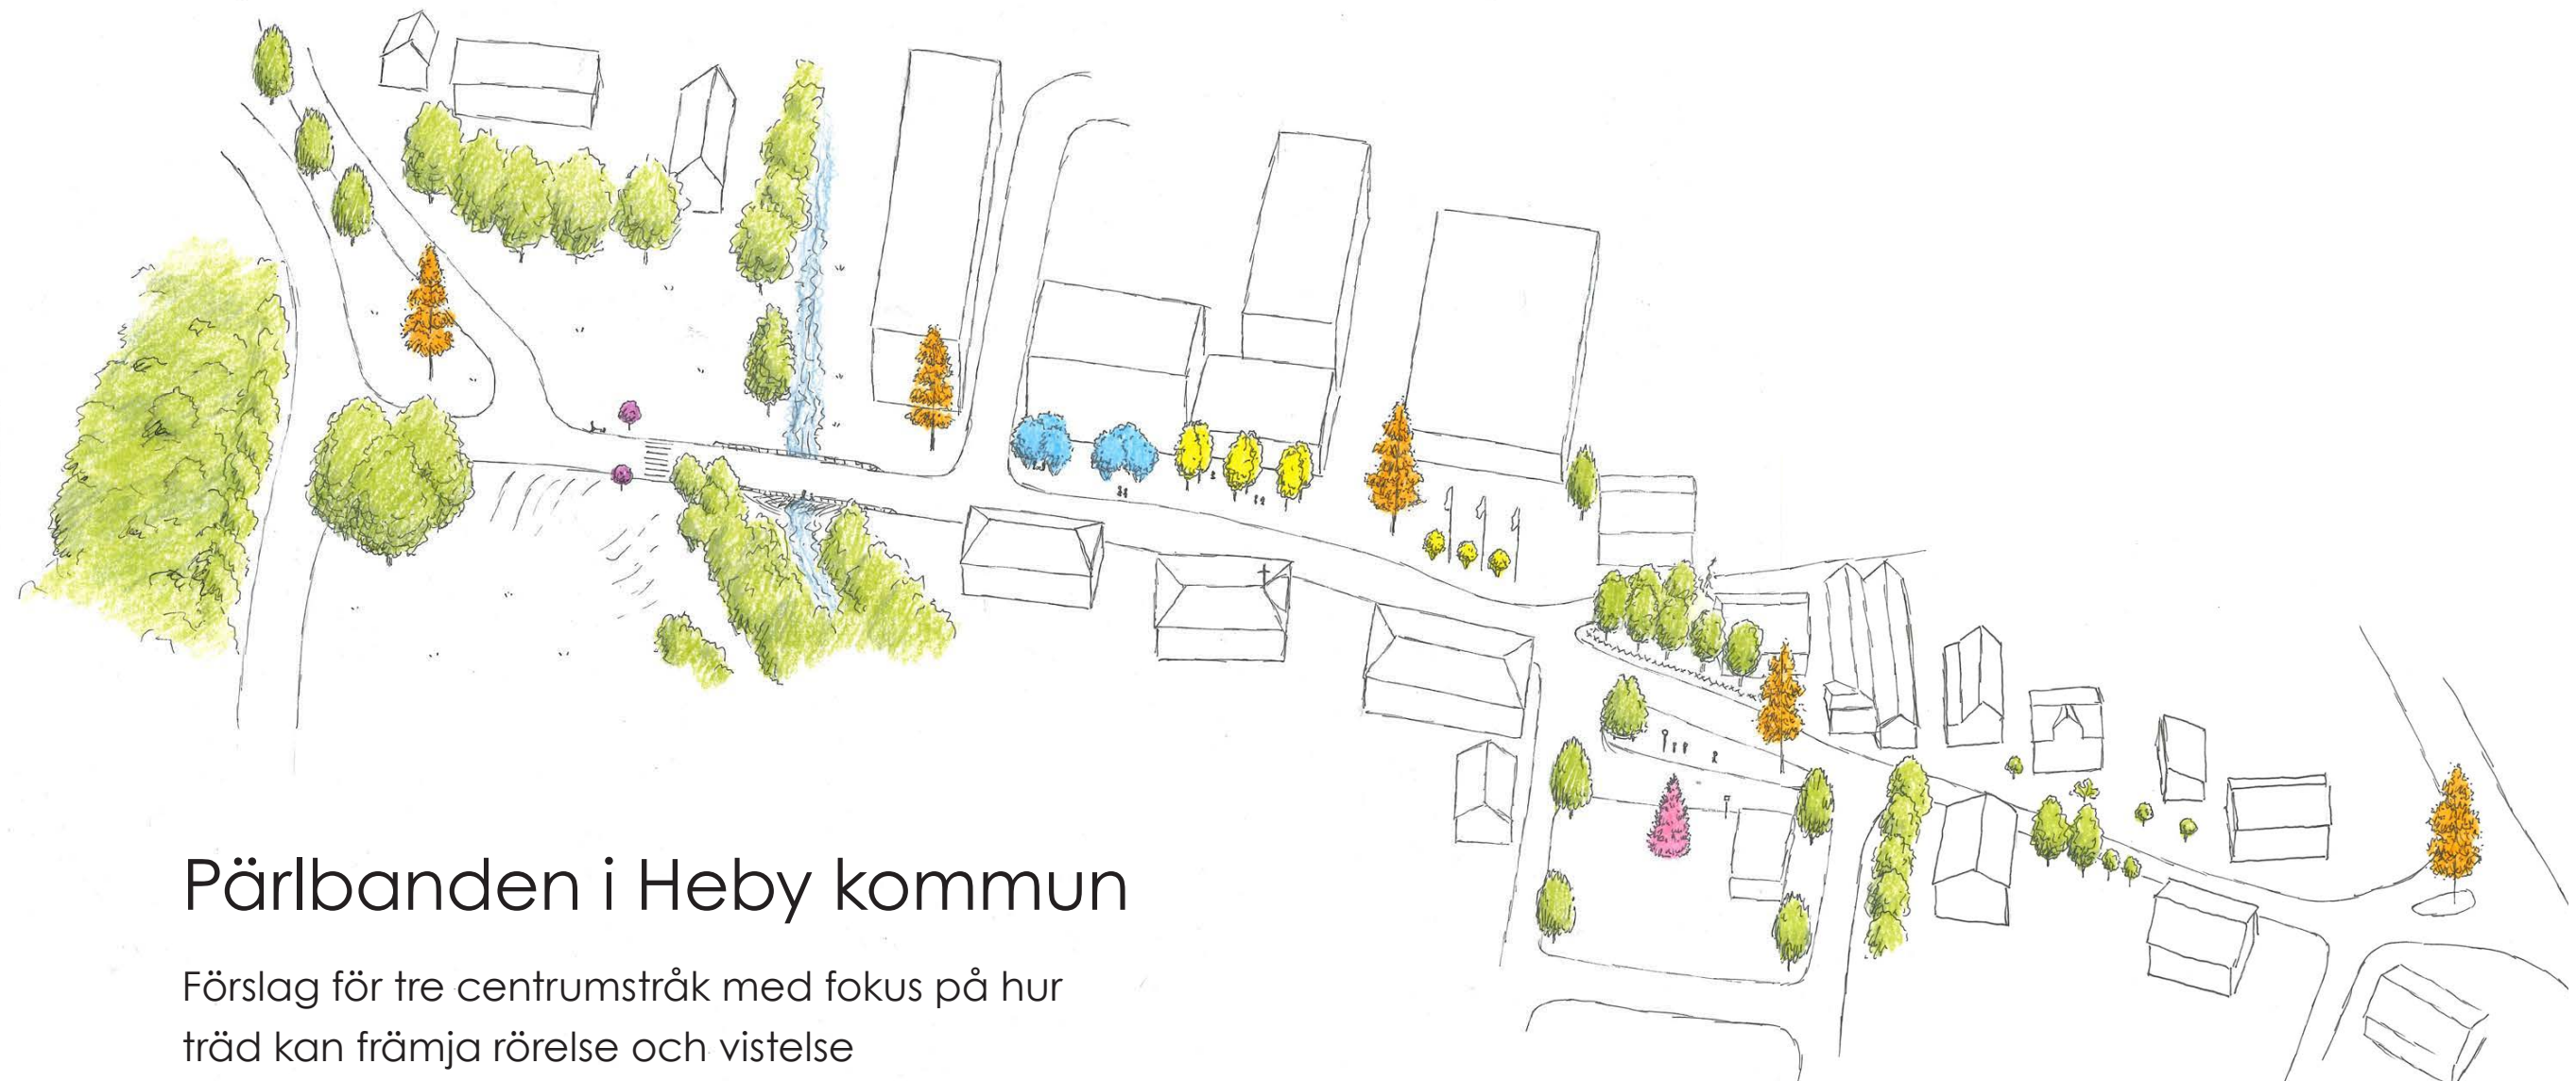 Pärlbanden i Heby kommun
Förslag för tre centrumstråk med fokus på hur
träd kan främja rörelse och vistelse